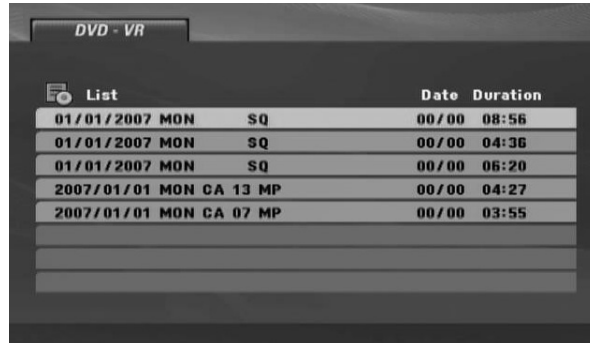 DVD - VR
List Date Duration
01/01/2007 MON SQ 00/00 08:56
01/01/2007 MON SQ 00/00 04:36
01/01/2007 MON SQ 00/00 06:20
2007/01/01 MON CA 13 MP 00/00 04:27
2007/01/01 MON CA 07 MP 00/00 03:55